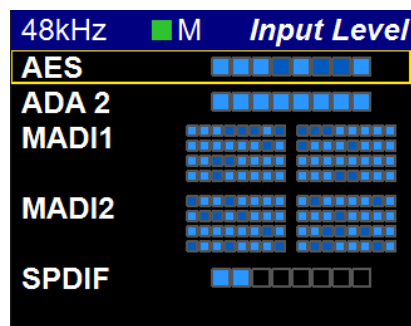 48kHz M Input Level
AES
ADA 2
MADI1
MADI2
SPDIF